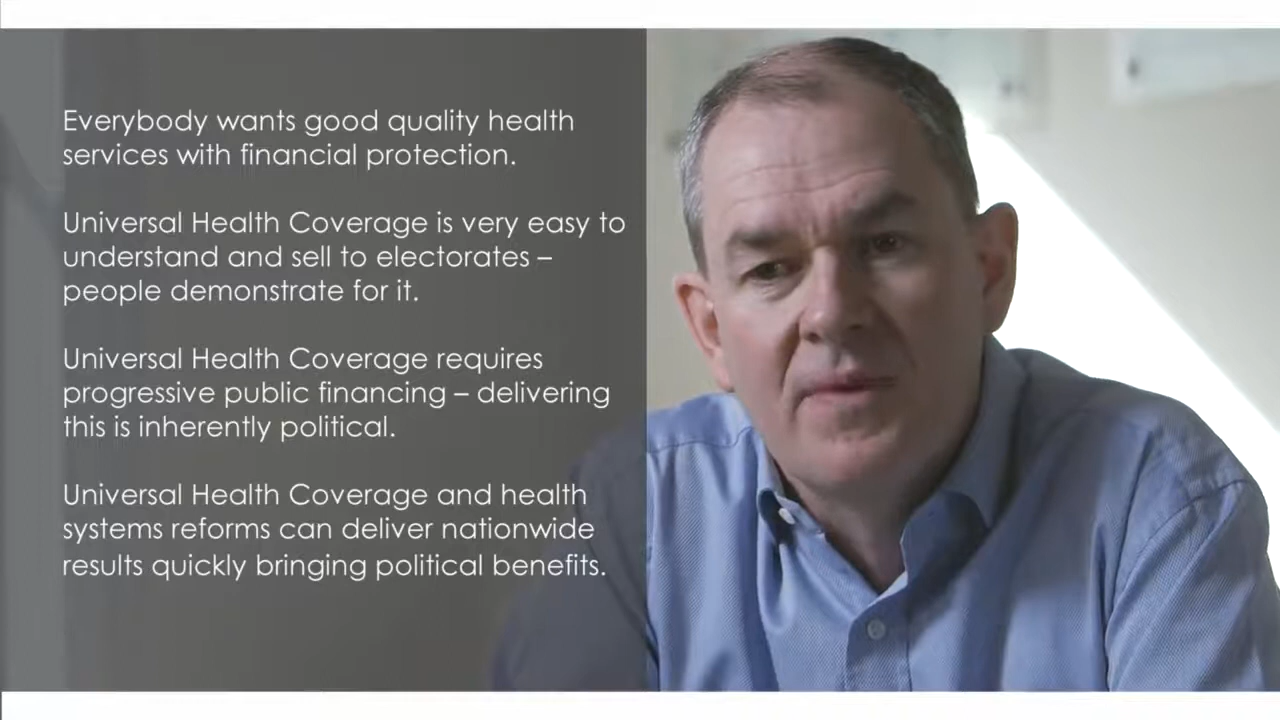 Everybody wants good quality health
services with financial protection.
Universal Health Coverage is very easy to
understand and sell to electorates –
people demonstrate for it.
Universal Health Coverage requires
progressive public financing – delivering
this is inherently political.
Universal Health Coverage and health
systems reforms can deliver nationwide
results quickly bringing political benefits.